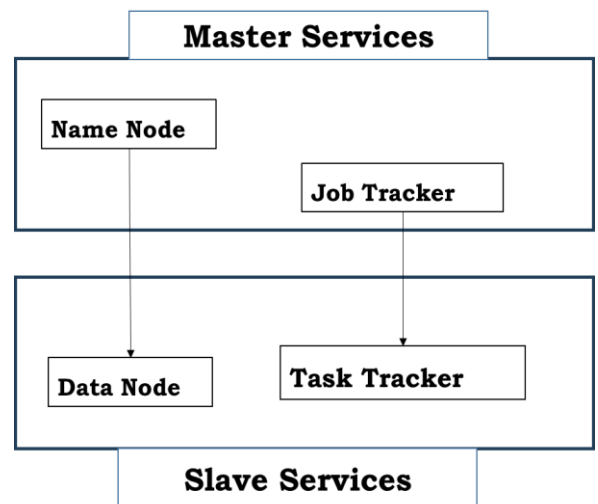 Master Services
Name Node
Job Tracker
Data Node
Task Tracker
Slave Services